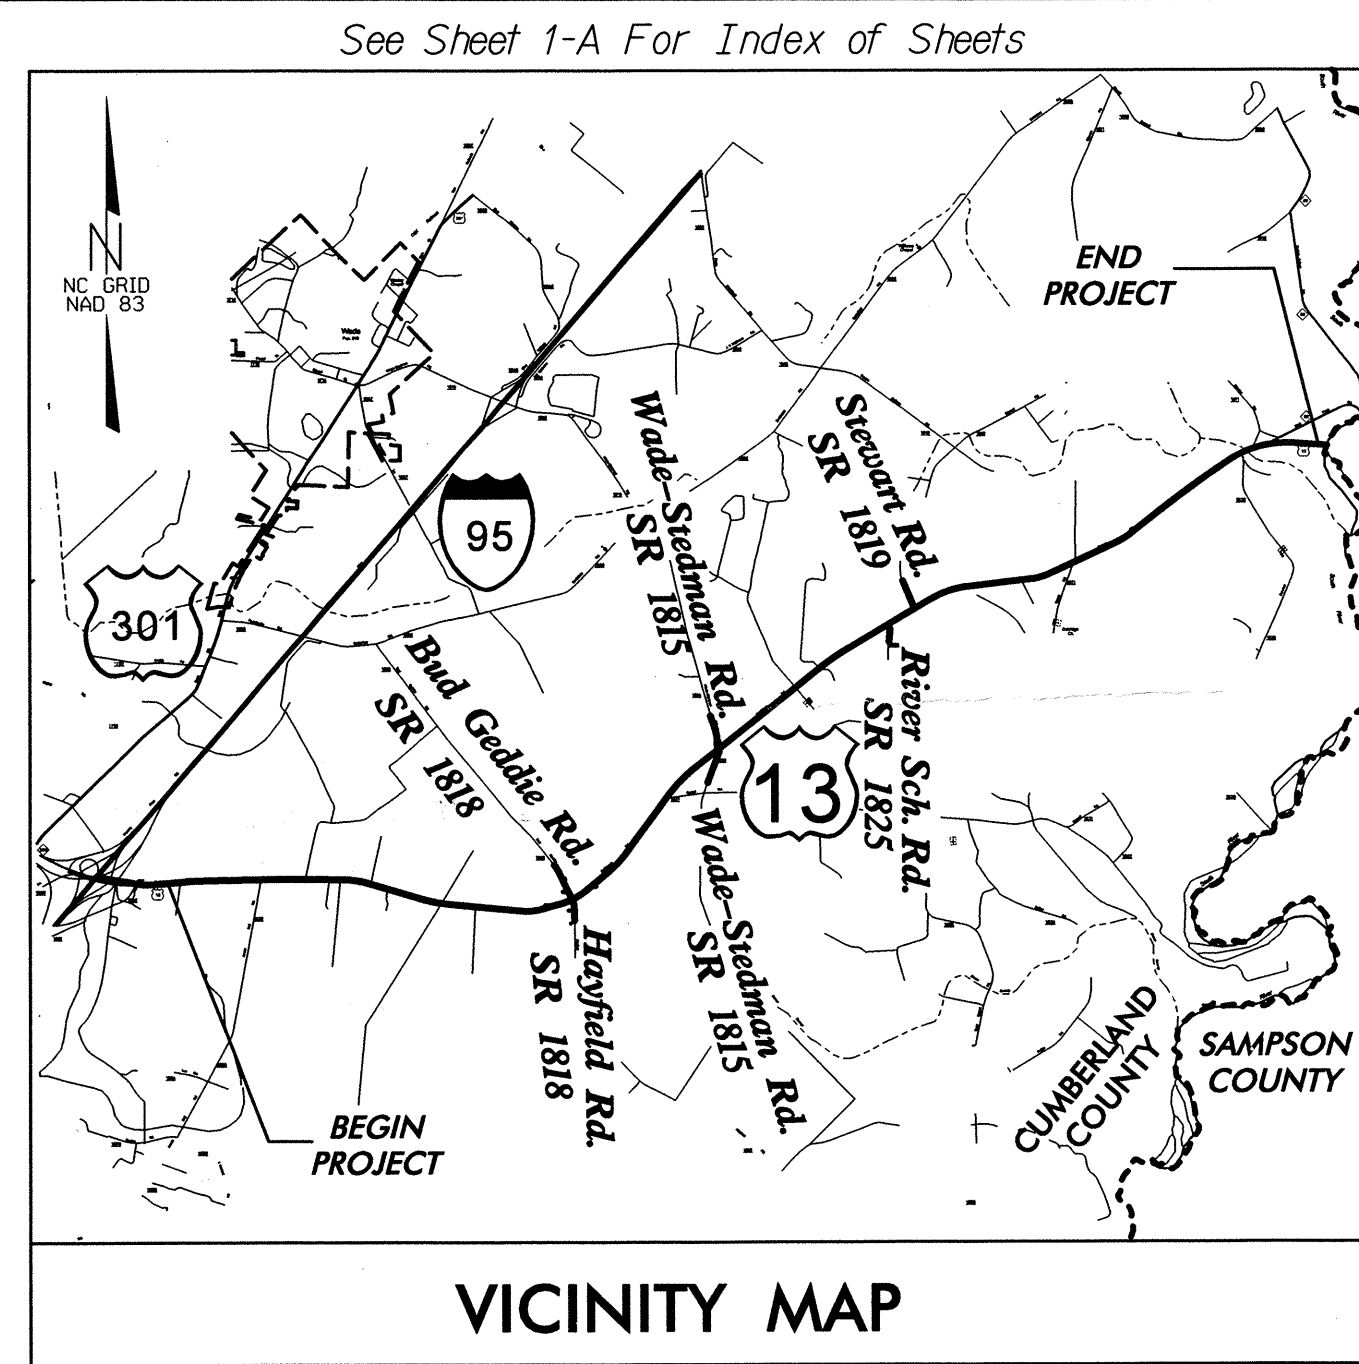 See Sheet 1-A For Index of Sheets
N
NC GRID
NAD 83
END
PROJECT
Wade
95
301
Wade-Stedman Rd.
SR 1815
Stewart Rd.
SR 1819
Bud Geddie Rd.
SR 1818
13
River Sch. Rd.
SR 1825
Wade-Stedman Rd.
SR 1815
Hayfield Rd.
SR 1818
BEGIN
PROJECT
CUMBERLAND
COUNTY
SAMPSON
COUNTY
VICINITY MAP